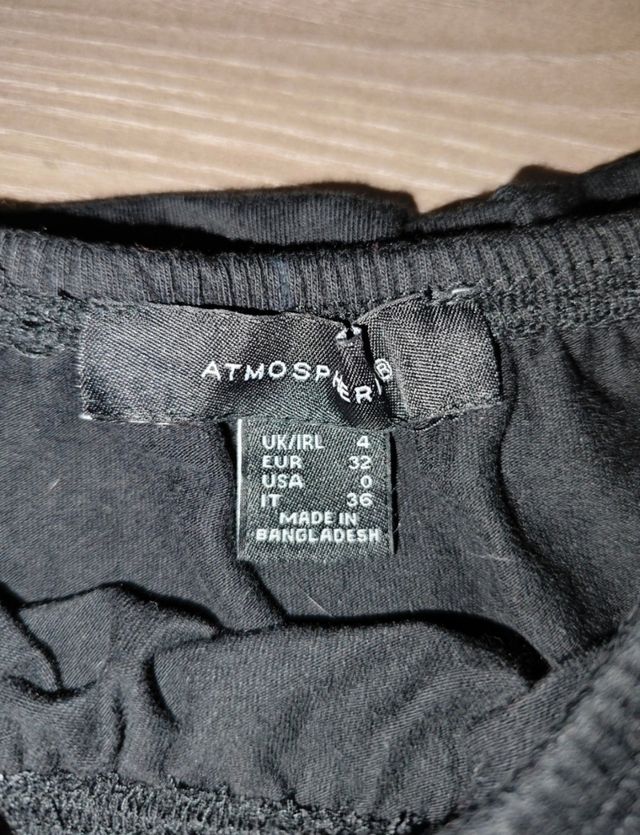 ATMOSPHERE®
UK/IRL 4
EUR 32
USA 0
IT 36
MADE IN
BANGLADESH